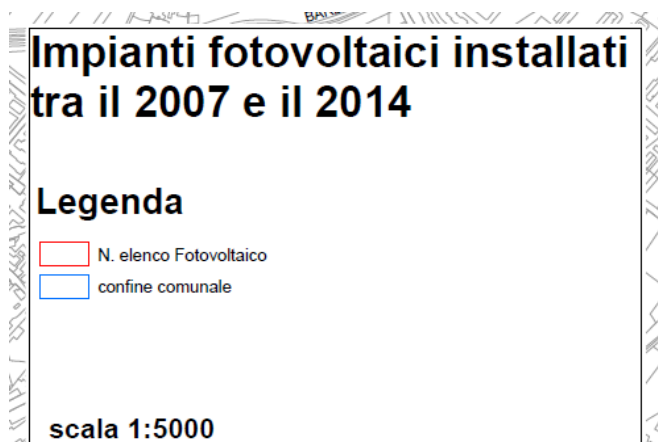 Impianti fotovoltaici installati
tra il 2007 e il 2014
Legenda
N. elenco Fotovoltaico
confine comunale
scala 1:5000